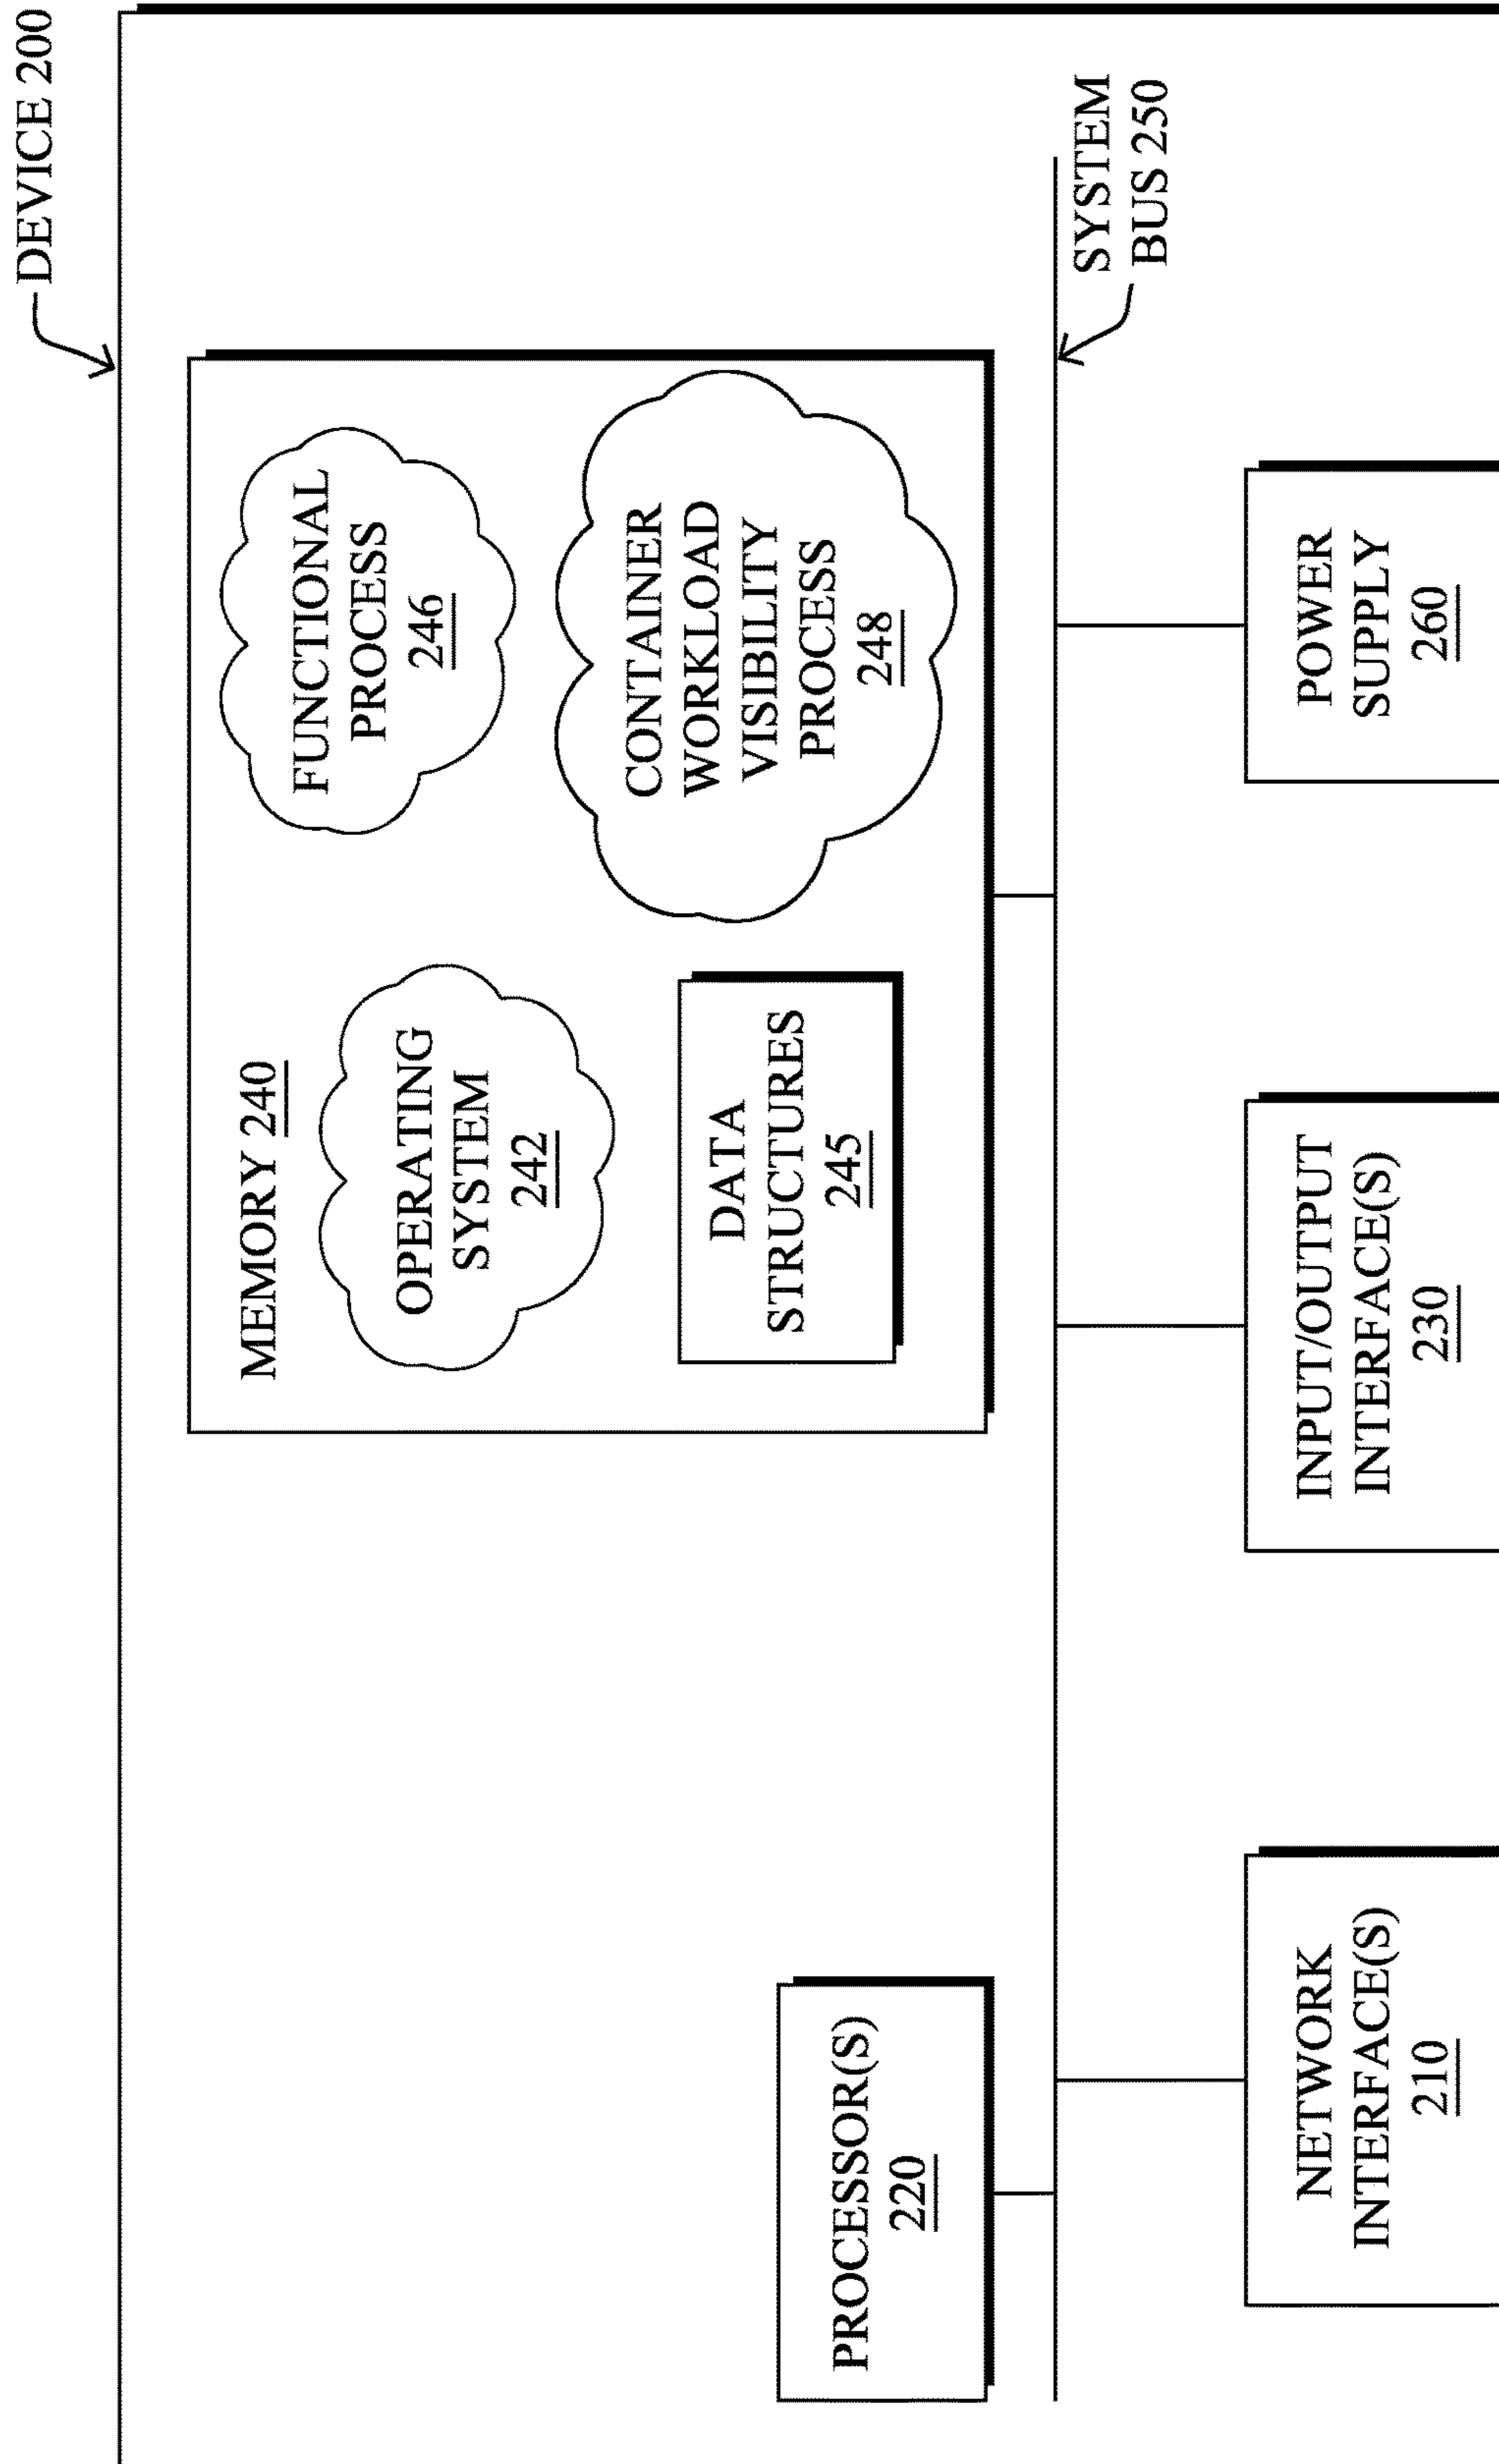 DEVICE 200
MEMORY 240
OPERATING
SYSTEM
242
DATA
STRUCTURES
245
FUNCTIONAL
PROCESS
246
CONTAINER
WORKLOAD
VISIBILITY
PROCESS
248
PROCESSOR(S)
220
SYSTEM
BUS 250
NETWORK
INTERFACE(S)
210
INPUT/OUTPUT
INTERFACE(S)
230
POWER
SUPPLY
260